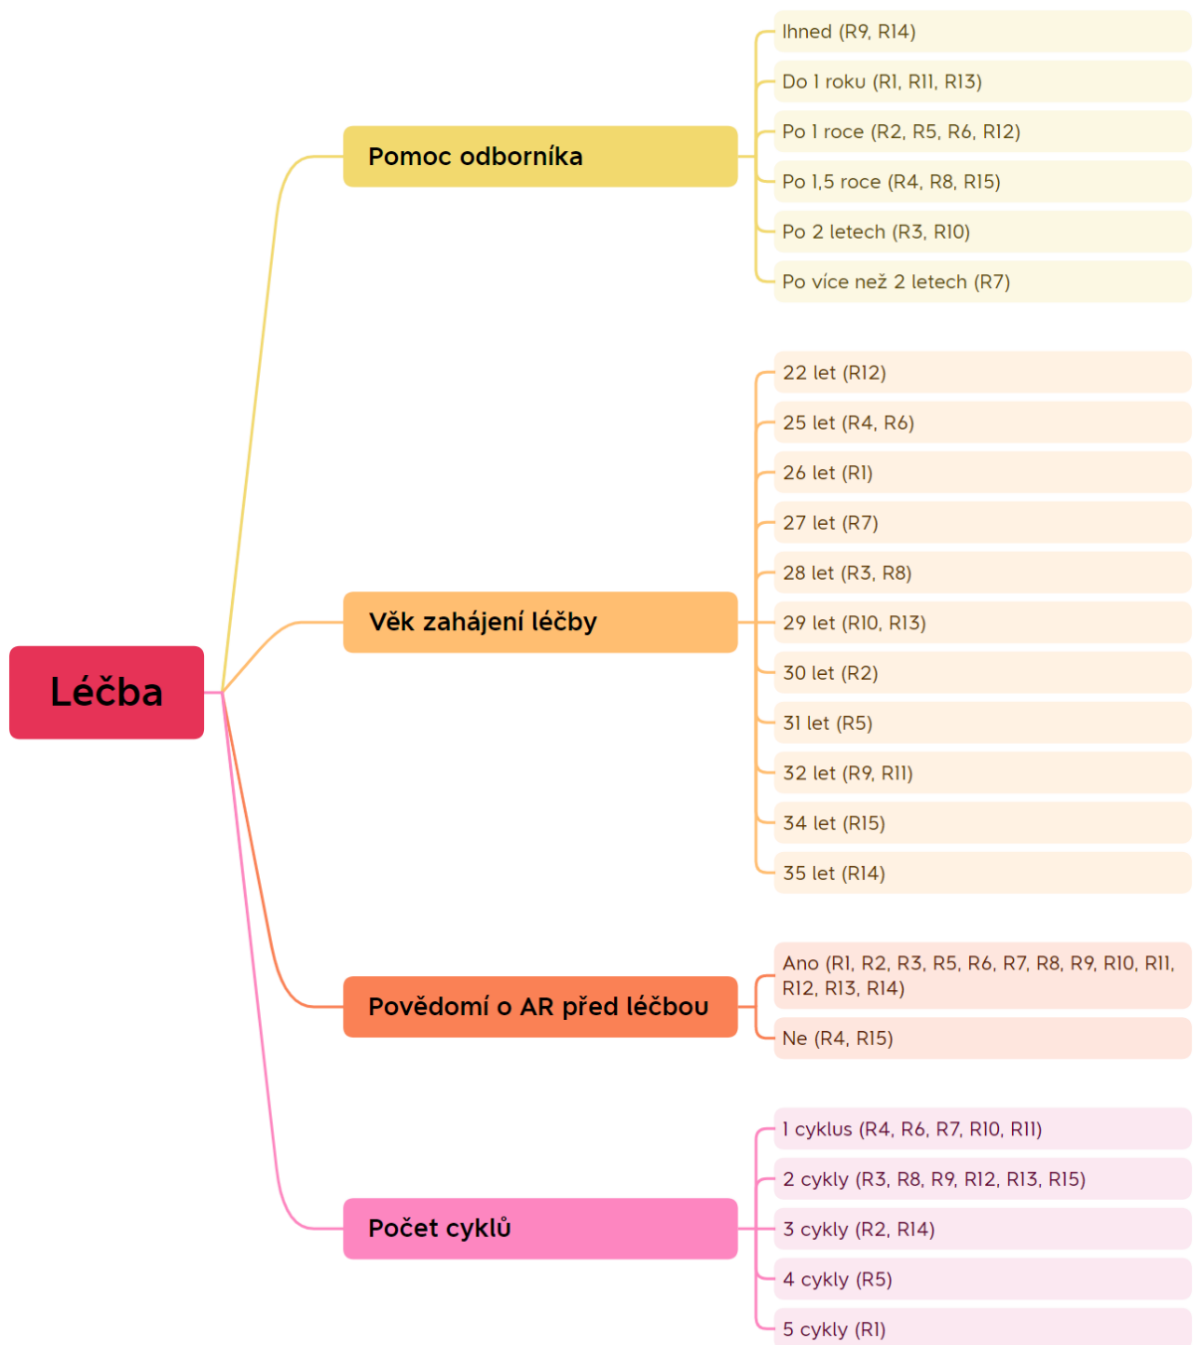 Léčba
Pomoc odborníka
Ihned (R9, R14)
Do 1 roku (R1, R11, R13)
Po 1 roce (R2, R5, R6, R12)
Po 1,5 roce (R4, R8, R15)
Po 2 letech (R3, R10)
Po více než 2 letech (R7)
Věk zahájení léčby
22 let (R12)
25 let (R4, R6)
26 let (R1)
27 let (R7)
28 let (R3, R8)
29 let (R10, R13)
30 let (R2)
31 let (R5)
32 let (R9, R11)
34 let (R15)
35 let (R14)
Povědomí o AR před léčbou
Ano (R1, R2, R3, R5, R6, R7, R8, R9, R10, R11,
R12, R13, R14)
Ne (R4, R15)
Počet cyklů
1 cyklus (R4, R6, R7, R10, R11)
2 cykly (R3, R8, R9, R12, R13, R15)
3 cykly (R2, R14)
4 cykly (R5)
5 cykly (R1)